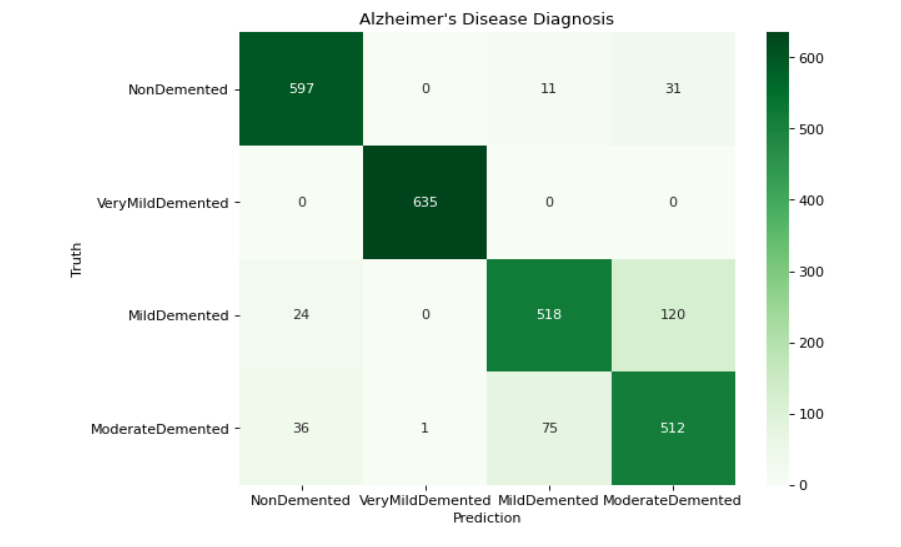 Alzheimer's Disease Diagnosis
NonDemented 597 0 11 31
VeryMildDemented 0 635 0 0
MildDemented 24 0 518 120
ModerateDemented 36 1 75 512
NonDemented VeryMildDemented MildDemented ModerateDemented
Prediction
Truth
600
500
400
300
200
100
0